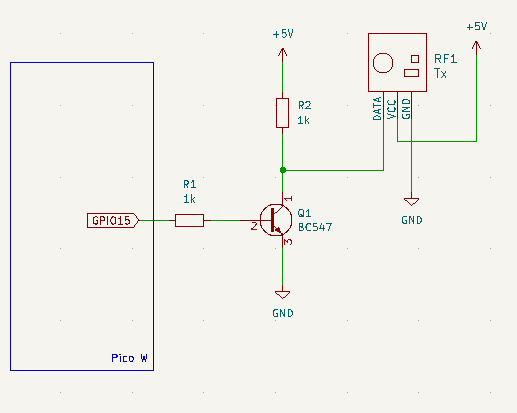 +5V
+5V
RF1
Tx
R2
1k
DATA
VCC
GND
R1
1k
1
GPIO15
2
Q1
BC547
3
GND
GND
Pico W